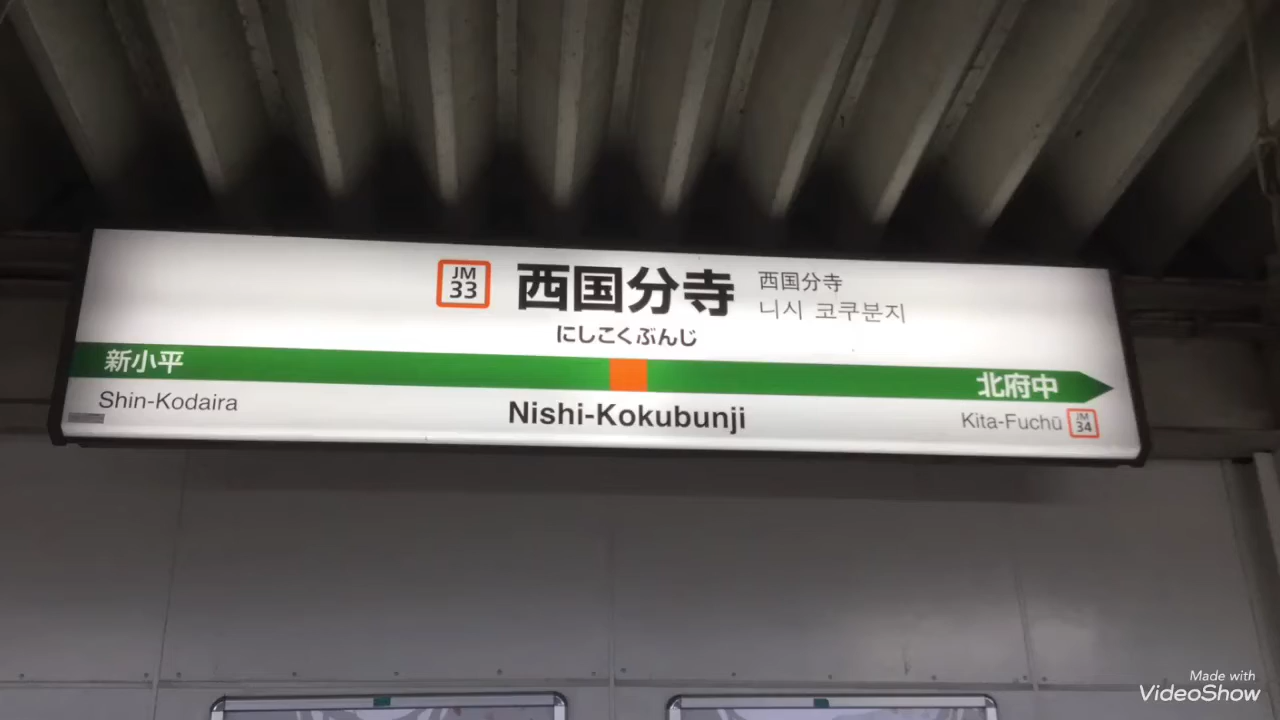 JM
33
西国分寺
西国分寺
니시 코쿠분지
にしこくぶんじ
新小平
北府中
Shin-Kodaira
Nishi-Kokubunji
Kita-Fuchū
JM
34
Made with
VideoShow